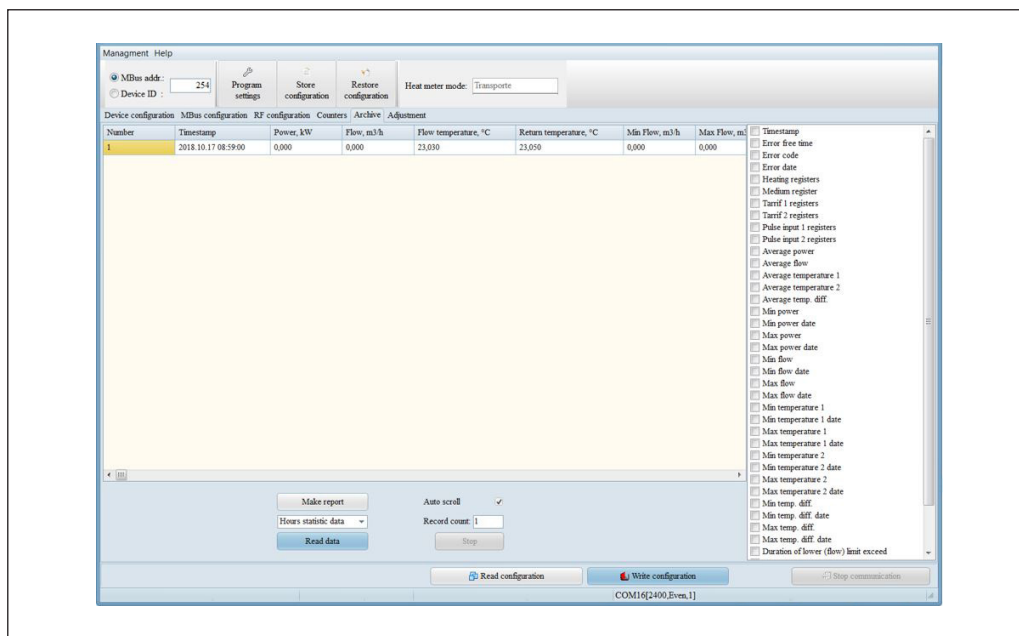 Managment Help
MBus addr.: 254
Device ID :
Program settings
Store configuration
Restore configuration
Heat meter mode: Transporte
Device configuration MBus configuration RF configuration Counters Archive Adjustment
Number Timestamp Power, kW Flow, m3/h Flow temperature, °C Return temperature, °C Min Flow, m3/h Max Flow, m3
1 2018.10.17 08:59:00 0,000 0,000 23,030 23,050 0,000 0,000
Timestamp
Error free time
Error code
Error date
Heating registers
Medium register
Tarrif 1 registers
Tarrif 2 registers
Pulse input 1 registers
Pulse input 2 registers
Average power
Average flow
Average temperature 1
Average temperature 2
Average temp. diff.
Min power
Min power date
Max power
Max power date
Min flow
Min flow date
Max flow
Max flow date
Min temperature 1
Min temperature 1 date
Max temperature 1
Max temperature 1 date
Min temperature 2
Min temperature 2 date
Max temperature 2
Max temperature 2 date
Min temp. diff.
Min temp. diff. date
Max temp. diff.
Max temp. diff. date
Duration of lower (flow) limit exceed
Make report
Auto scroll
Hours statistic data
Record count: 1
Read data
Stop
Read configuration
Write configuration
Stop communication
COM16[2400,Even,1]